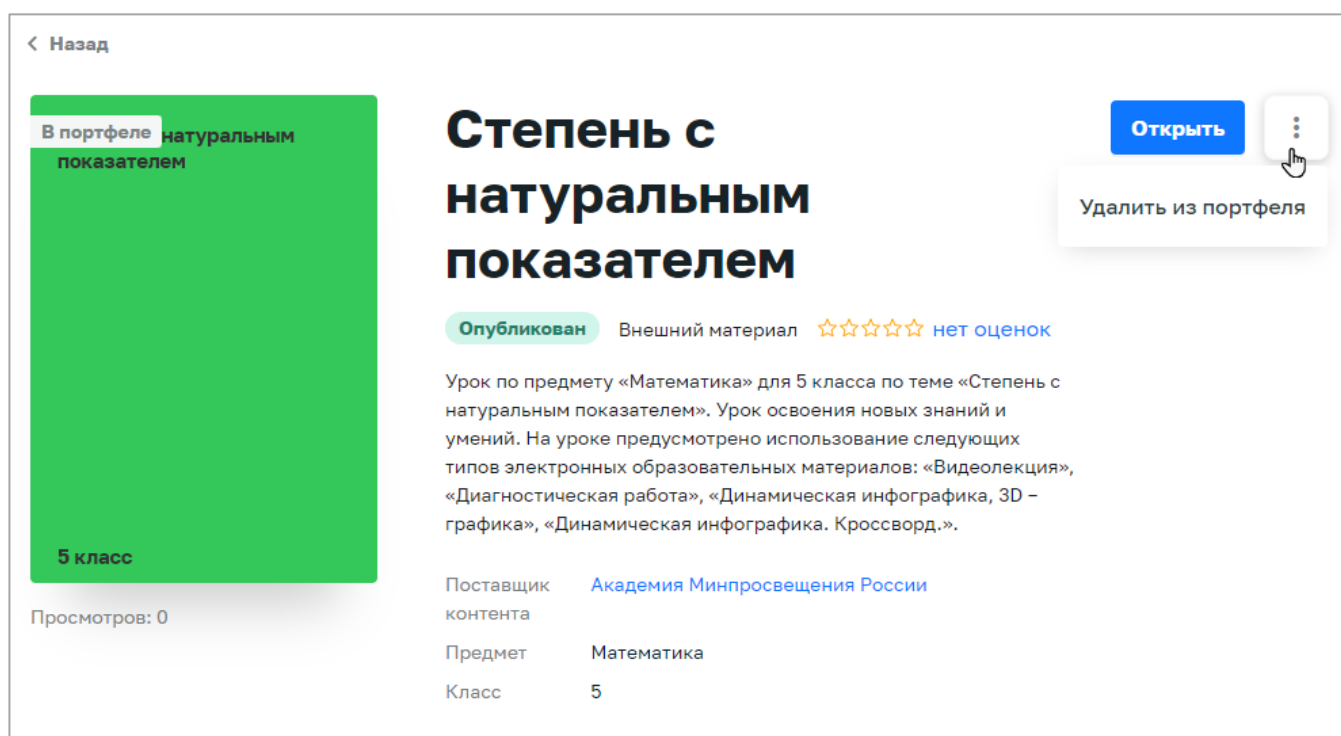 Назад
В портфеле натуральным
показателем
5 класс
Просмотров: 0
Степень с
натуральным
показателем
Открыть
Удалить из портфеля
Опубликован Внешний материал нет оценок
Урок по предмету «Математика» для 5 класса по теме «Степень с
натуральным показателем». Урок освоения новых знаний и
умений. На уроке предусмотрено использование следующих
типов электронных образовательных материалов: «Видеолекция»,
«Диагностическая работа», «Динамическая инфографика, 3D –
графика», «Динамическая инфографика. Кроссворд.».
Поставщик Академия Минпросвещения России
контента
Предмет Математика
Класс 5